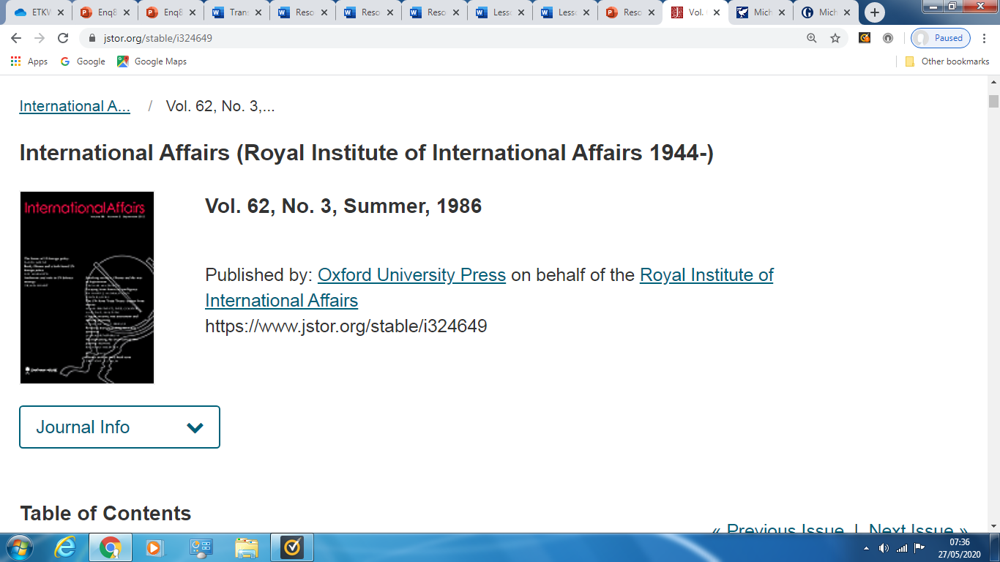 ETKW
Enq8
Enq8
Trans
Reso
Reso
Reso
Lesso
Lesso
Reso
Vol.
Mich
Mich
jstor.org/stable/i324649
Paused
Apps
Google
Google Maps
Other bookmarks
International A... / Vol. 62, No. 3,...
International Affairs (Royal Institute of International Affairs 1944-)
InternationalAffairs
Vol. 62, No. 3, Summer, 1986
Published by: Oxford University Press on behalf of the Royal Institute of
International Affairs
https://www.jstor.org/stable/i324649
Journal Info
Table of Contents
« Previous Issue | Next Issue »
07:36
27/05/2020